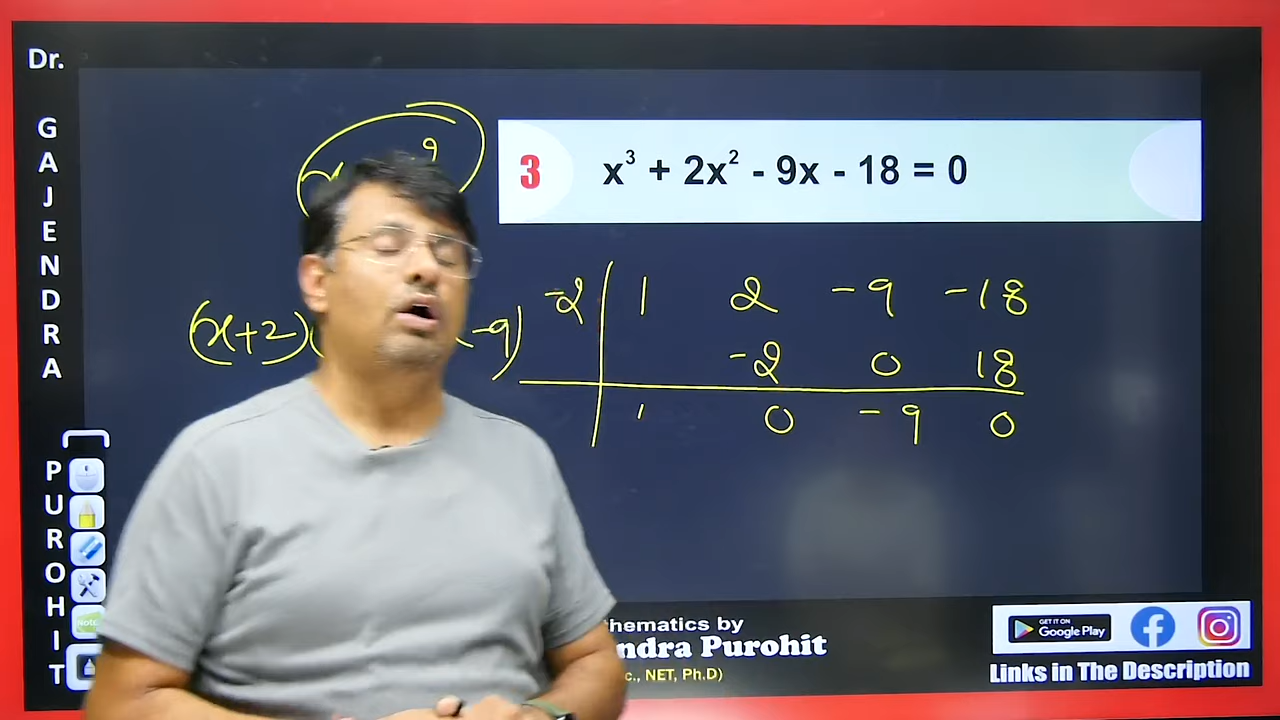 Dr.
GAJENDRA
PUROHIT
3 x³ + 2x² - 9x - 18 = 0
-2 1 2 -9 -18
(x+2)( -9)
-2 0 18
1 0 -9 0
thematics by
ndra Purohit
c., NET, Ph.D)
GET IT ON
Google Play
Links in The Description